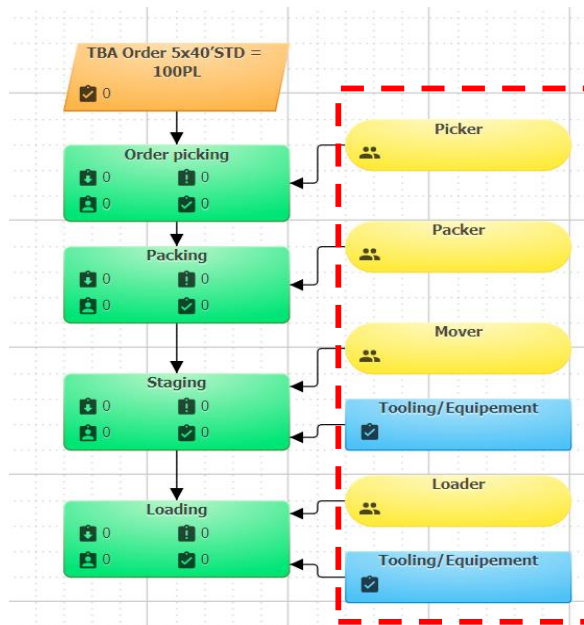 TBA Order 5x40'STD =
100PL
0
Picker
Order picking
0 0
0 0
Packer
Packing
0 0
0 0
Mover
Staging
0 0
0 0
Tooling/Equipement
Loader
Loading
0 0
0 0
Tooling/Equipement